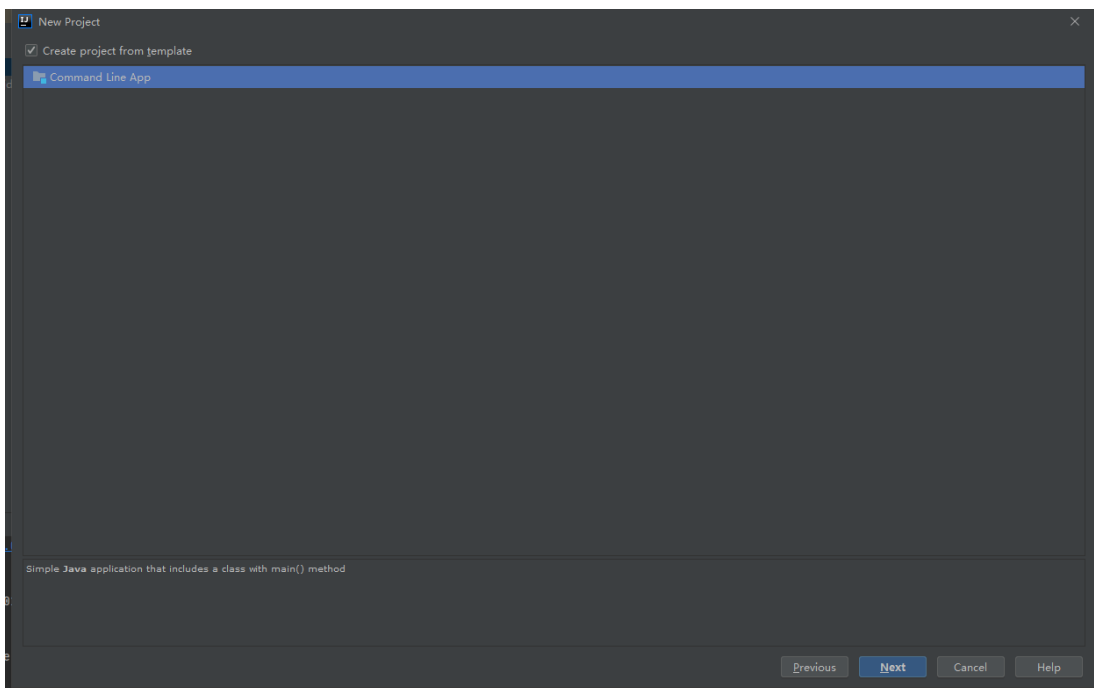 New Project
Create project from template
Command Line App
Simple Java application that includes a class with main() method
Previous Next Cancel Help